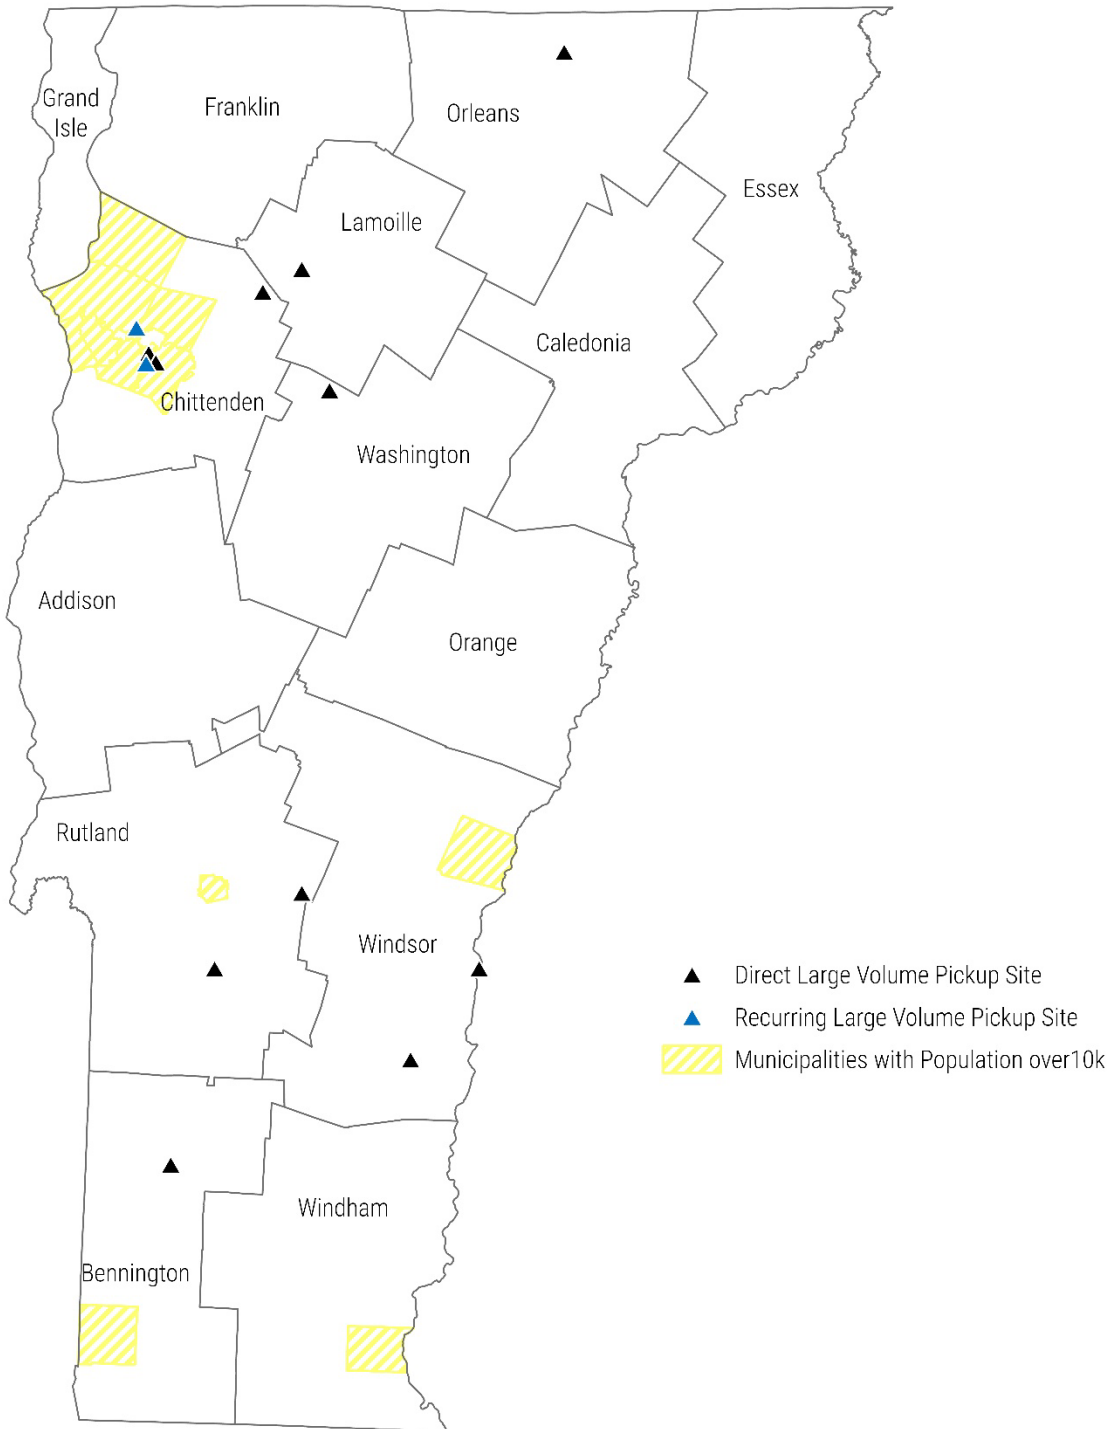 Grand
Isle
Franklin
Orleans
Essex
Lamoille
Caledonia
Chittenden
Washington
Addison
Orange
Rutland
Windsor
Direct Large Volume Pickup Site
Recurring Large Volume Pickup Site
Municipalities with Population over10k
Windham
Bennington